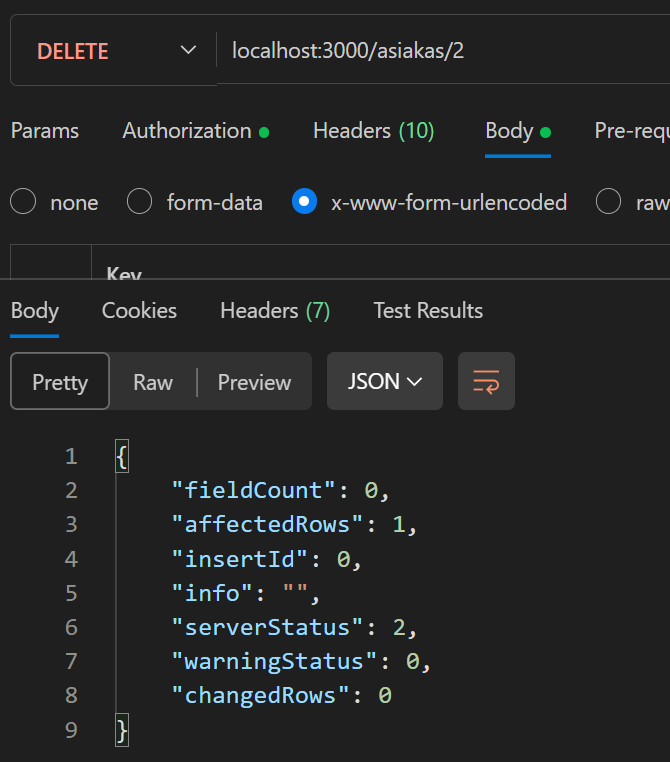 DELETE localhost:3000/asiakas/2
Params Authorization Headers (10) Body Pre-requ
none form-data x-www-form-urlencoded raw
Key
Body Cookies Headers (7) Test Results
Pretty Raw Preview JSON
1 {
2 "fieldCount": 0,
3 "affectedRows": 1,
4 "insertId": 0,
5 "info": "",
6 "serverStatus": 2,
7 "warningStatus": 0,
8 "changedRows": 0
9 }